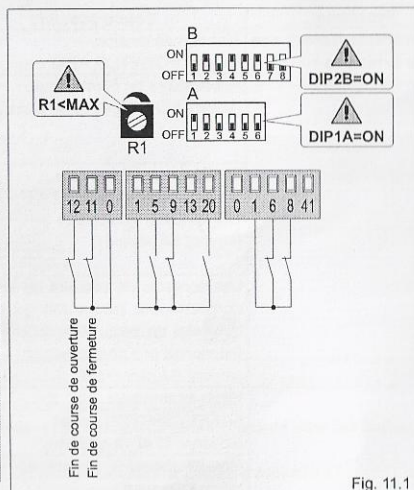 B
ON
OFF
1 2 3 4 5 6 7 8
DIP2B=ON
R1<MAX
A
ON
OFF
1 2 3 4 5 6
DIP1A=ON
R1
12 11 0 1 5 9 13 20 0 1 6 8 41
Fin de course de ouverture
Fin de course de fermeture
Fig. 11.1